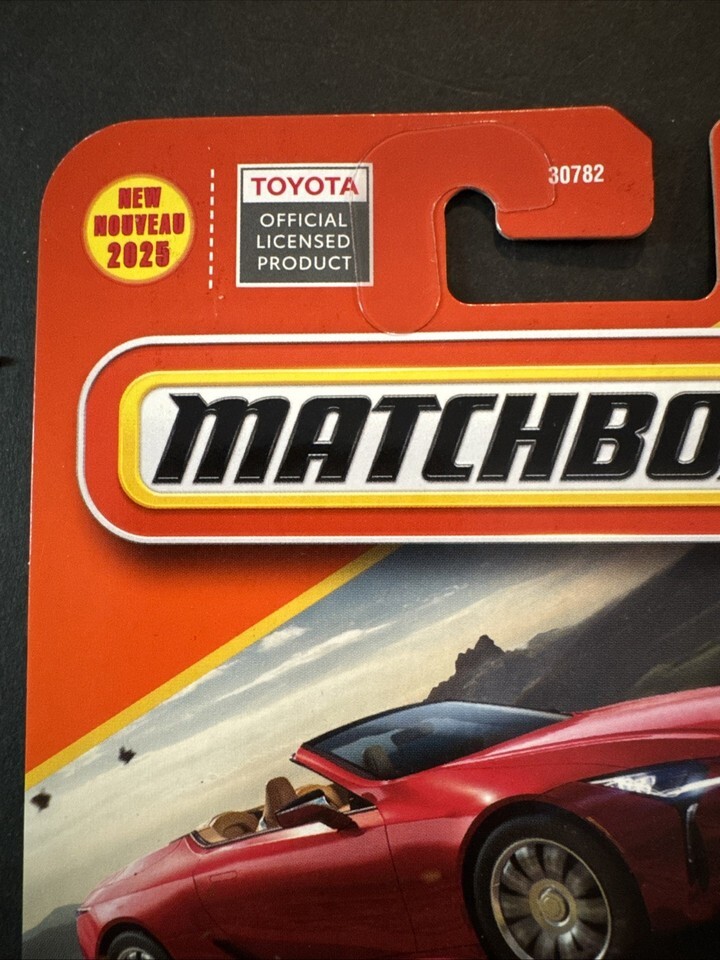 NEW
NOUVEAU
2025
TOYOTA
OFFICIAL
LICENSED
PRODUCT
30782
MATCHBO